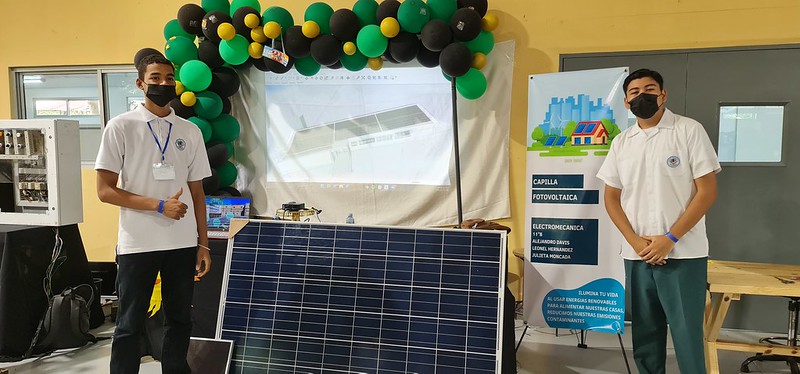 CAPILLA
FOTOVOLTAICA
ELECTROMECANICA
11°B
ALEJANDRO DAVIS
LEONEL HERNANDEZ
JULIETA MONCADA
ILUMINA TU VIDA
AL USAR ENERGIAS RENOVABLES
PARA ALIMENTAR NUESTRAS CASAS,
REDUCIMOS NUESTRAS EMISIONES
CONTAMINANTES